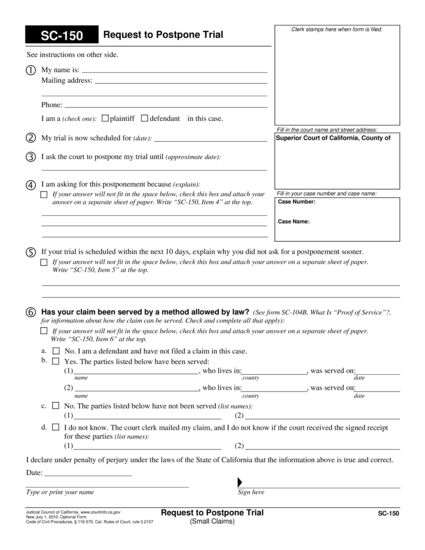 SC-150
Request to Postpone Trial
Clerk stamps here when form is filed.
See instructions on other side.
1 My name is:
Mailing address:
Phone:
I am a (check one): plaintiff defendant in this case.
Fill in the court name and street address:
Superior Court of California, County of
2 My trial is now scheduled for (date):
3 I ask the court to postpone my trial until (approximate date):
4 I am asking for this postponement because (explain):
If your answer will not fit in the space below, check this box and attach your
answer on a separate sheet of paper. Write "SC-150, Item 4" at the top.
Fill in your case number and case name:
Case Number:
Case Name:
5 If your trial is scheduled within the next 10 days, explain why you did not ask for a postponement sooner.
If your answer will not fit in the space below, check this box and attach your answer on a separate sheet of paper.
Write "SC-150, Item 5" at the top.
6 Has your claim been served by a method allowed by law? (See form SC-104B, What Is "Proof of Service"?,
for information about how the claim can be served. Check and complete all that apply):
If your answer will not fit in the space below, check this box and attach your answer on a separate sheet of paper.
Write "SC-150, Item 6" at the top.
a. No. I am a defendant and have not filed a claim in this case.
b. Yes. The parties listed below have been served:
(1) , who lives in: , was served on:
name county date
(2) , who lives in: , was served on:
name county date
c. No. The parties listed below have not been served (list names):
(1) (2)
d. I do not know. The court clerk mailed my claim, and I do not know if the court received the signed receipt
for these parties (list names):
(1) (2)
I declare under penalty of perjury under the laws of the State of California that the information above is true and correct.
Date:
Type or print your name Sign here
Judicial Council of California, www.courtinfo.ca.gov
New July 1, 2010, Optional Form
Code of Civil Procedures, § 116.570; Cal. Rules of Court, rule 3.2107
Request to Postpone Trial
(Small Claims)
SC-150